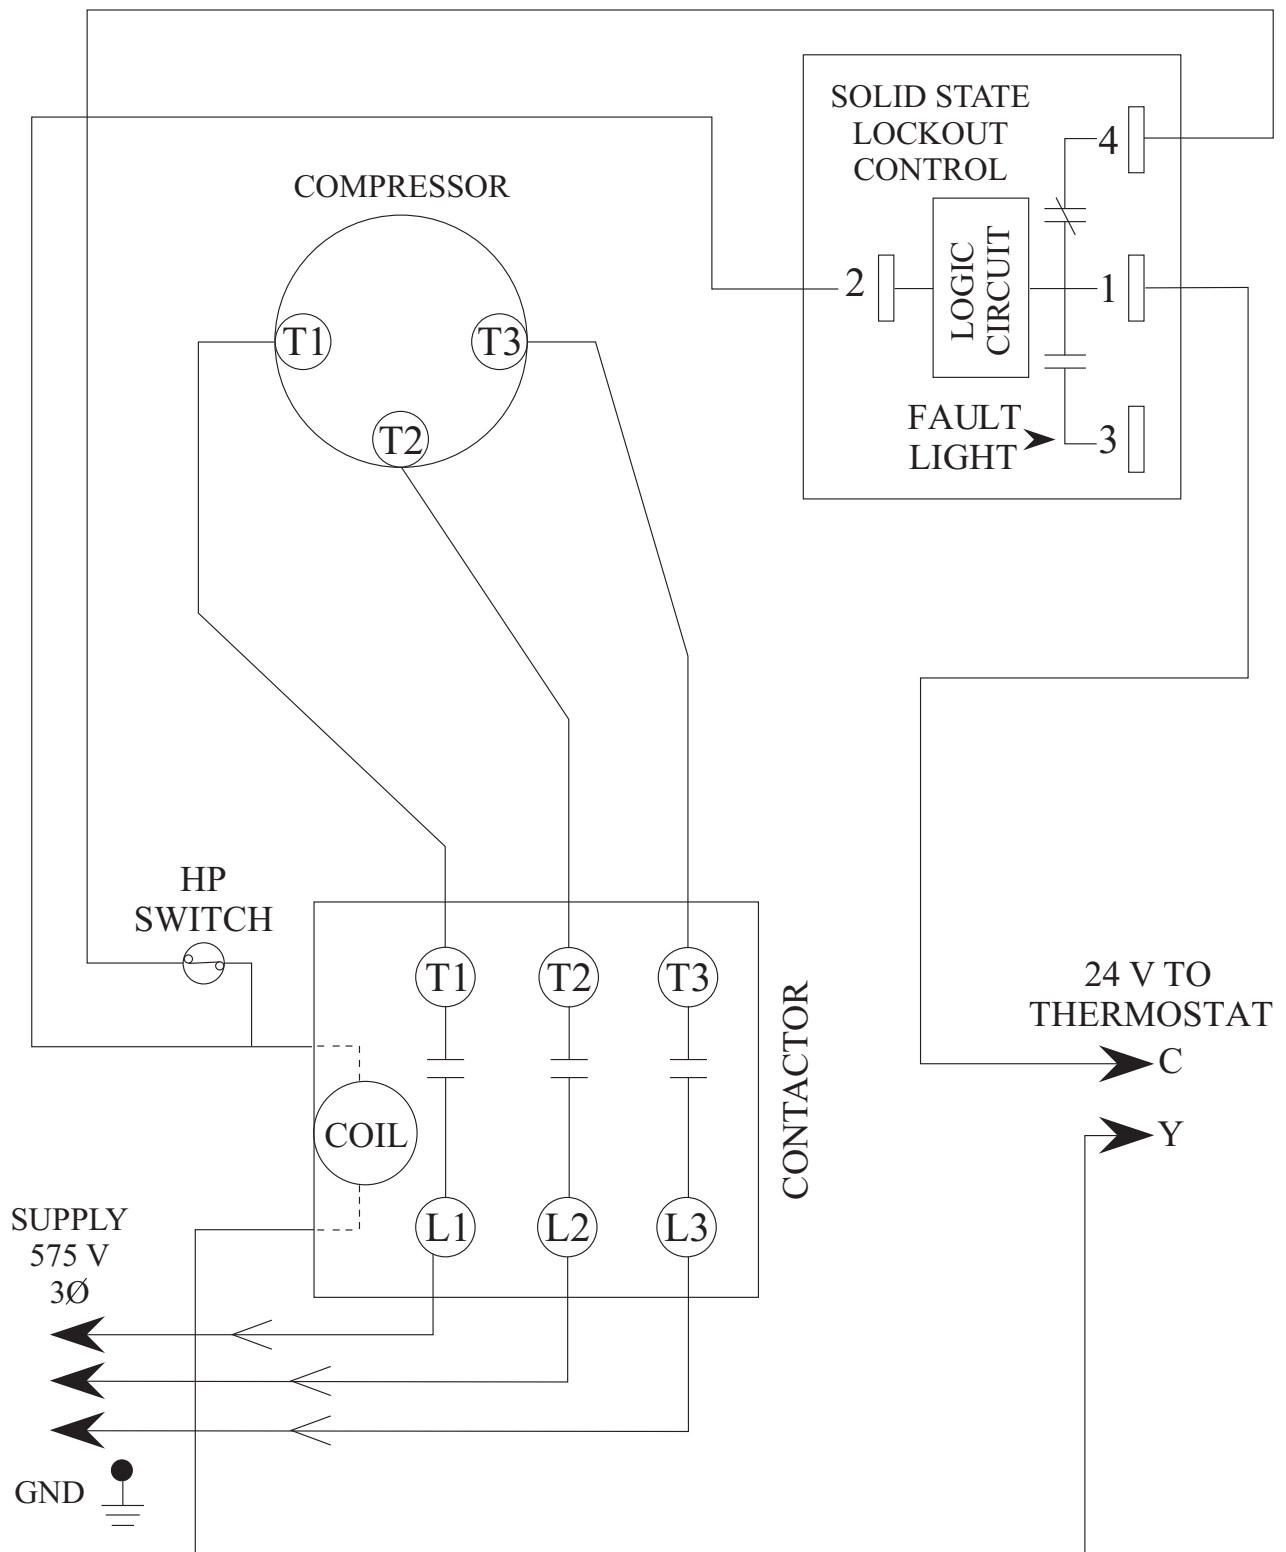 SOLID STATE
LOCKOUT
CONTROL
4
COMPRESSOR
LOGIC
CIRCUIT
2
1
T1
T3
T2
FAULT
LIGHT
3
HP
SWITCH
T1
T2
T3
CONTACTOR
24 V TO
THERMOSTAT
C
COIL
Y
SUPPLY
575 V
3Ø
L1
L2
L3
GND